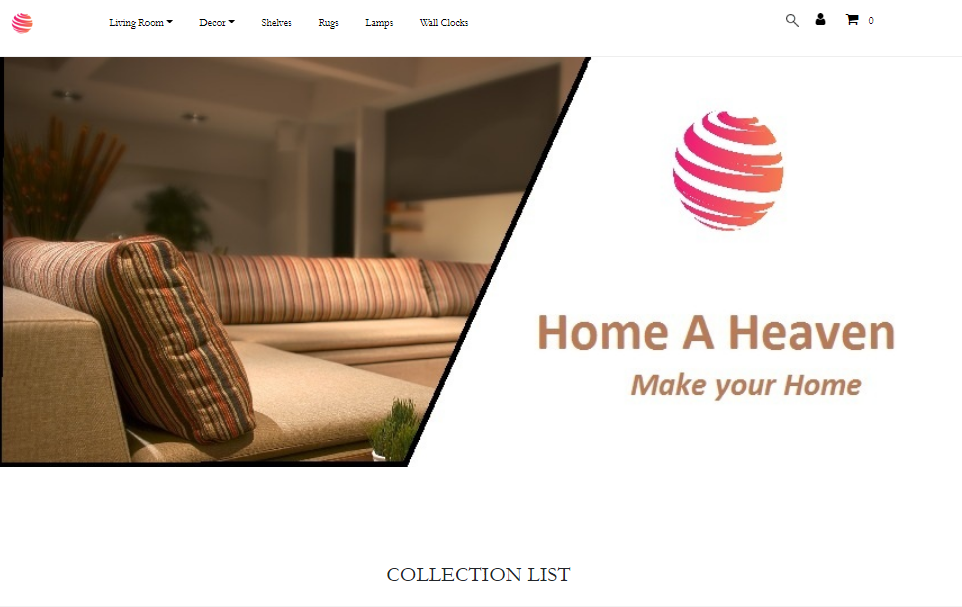 Living Room Decor Shelves Rugs Lamps Wall Clocks 0
Home A Heaven
Make your Home
COLLECTION LIST